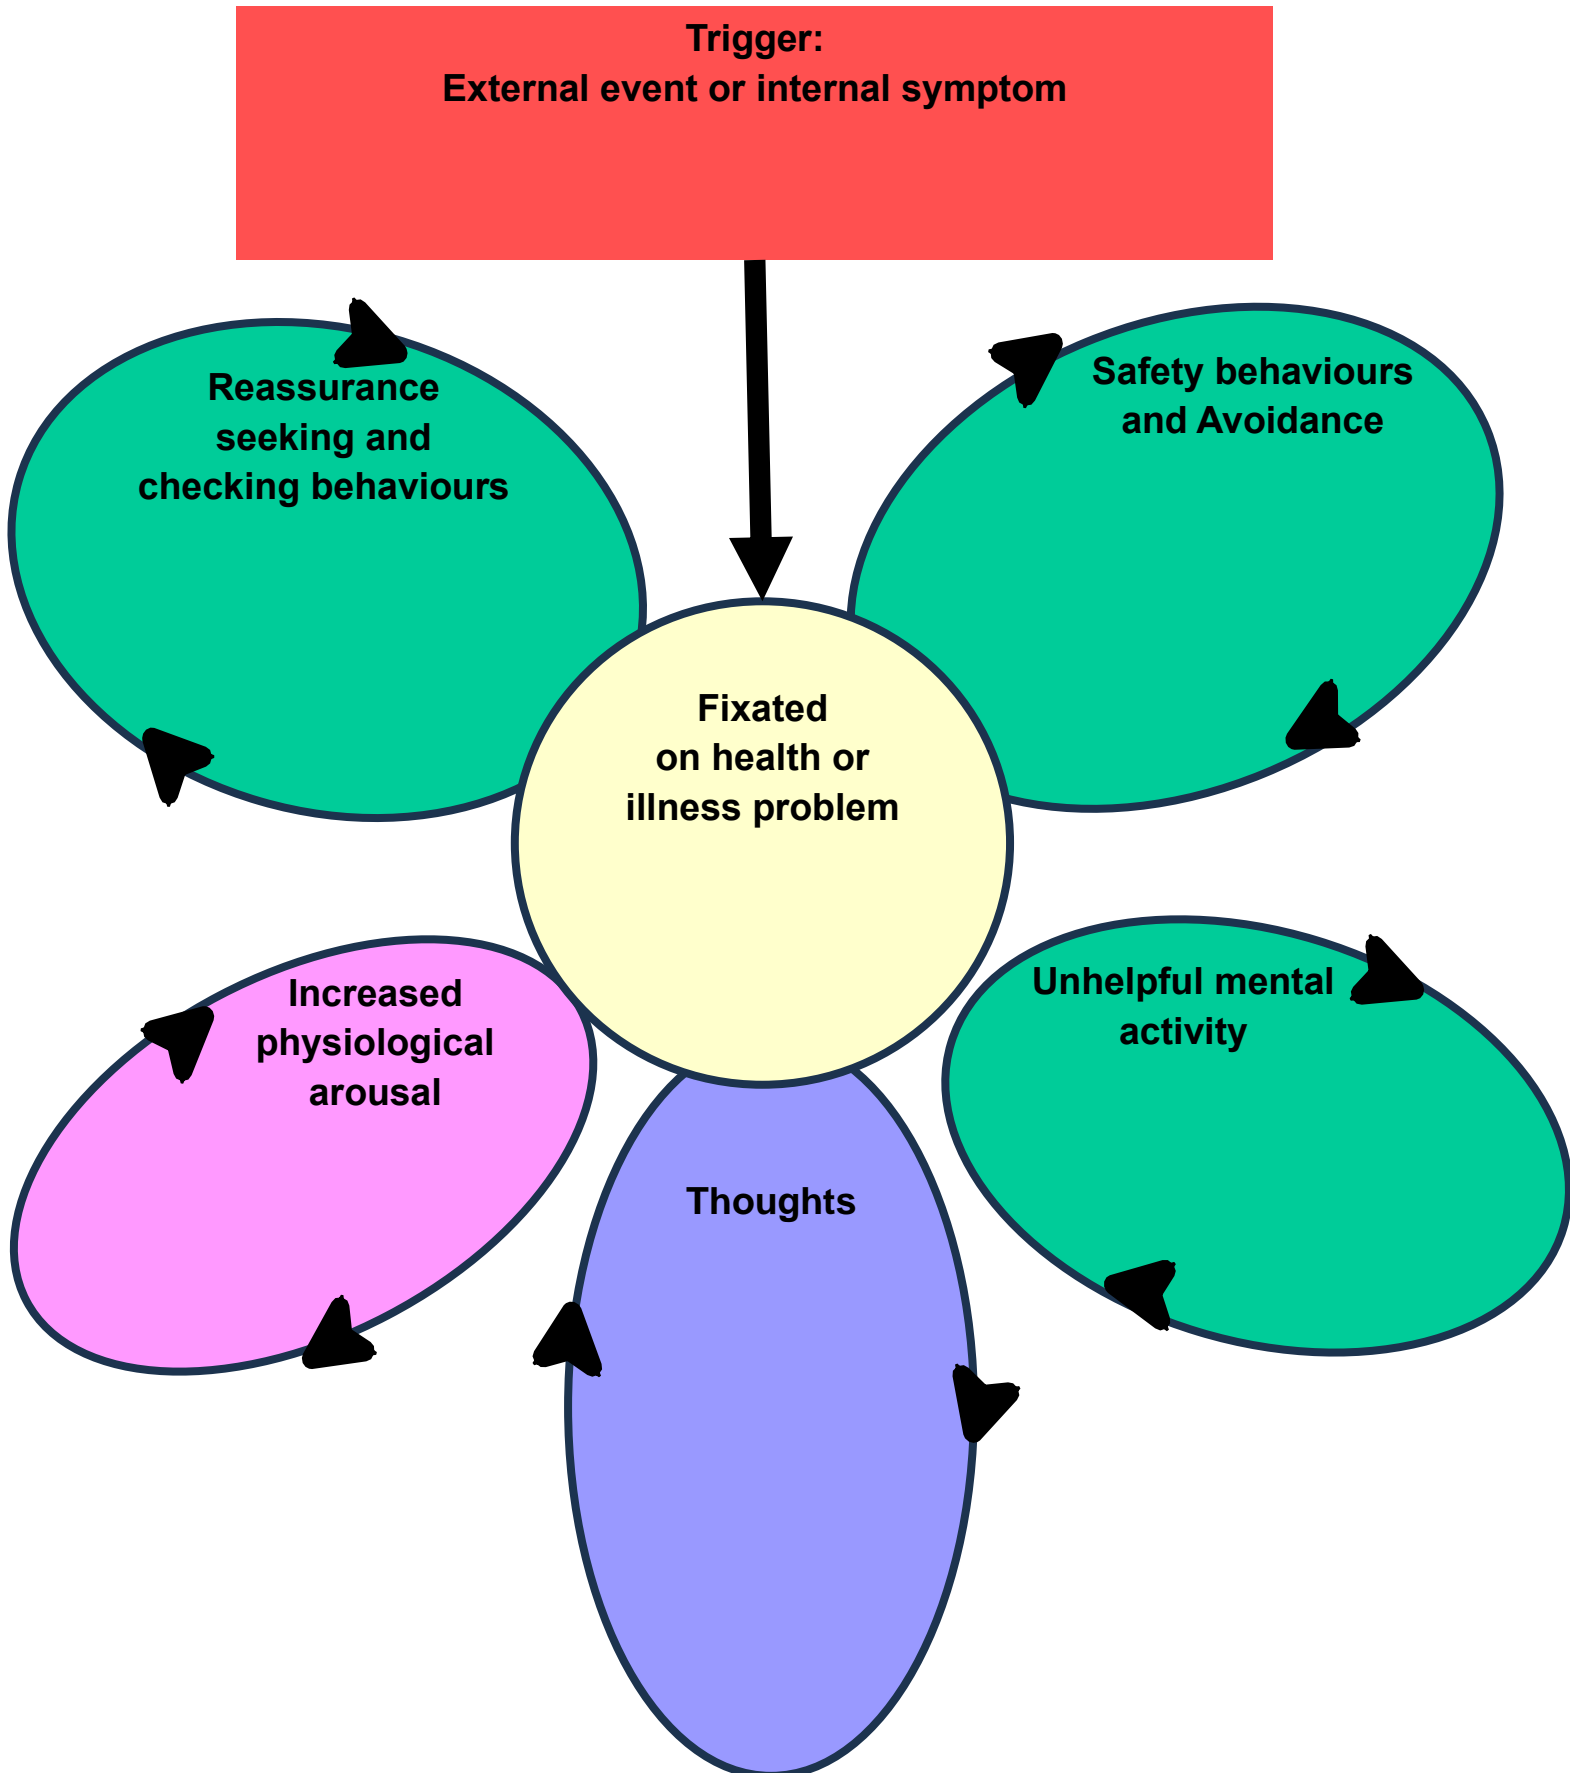 Trigger:
External event or internal symptom
Reassurance
seeking and
checking behaviours
Safety behaviours
and Avoidance
Fixated
on health or
illness problem
Increased
physiological
arousal
Unhelpful mental
activity
Thoughts